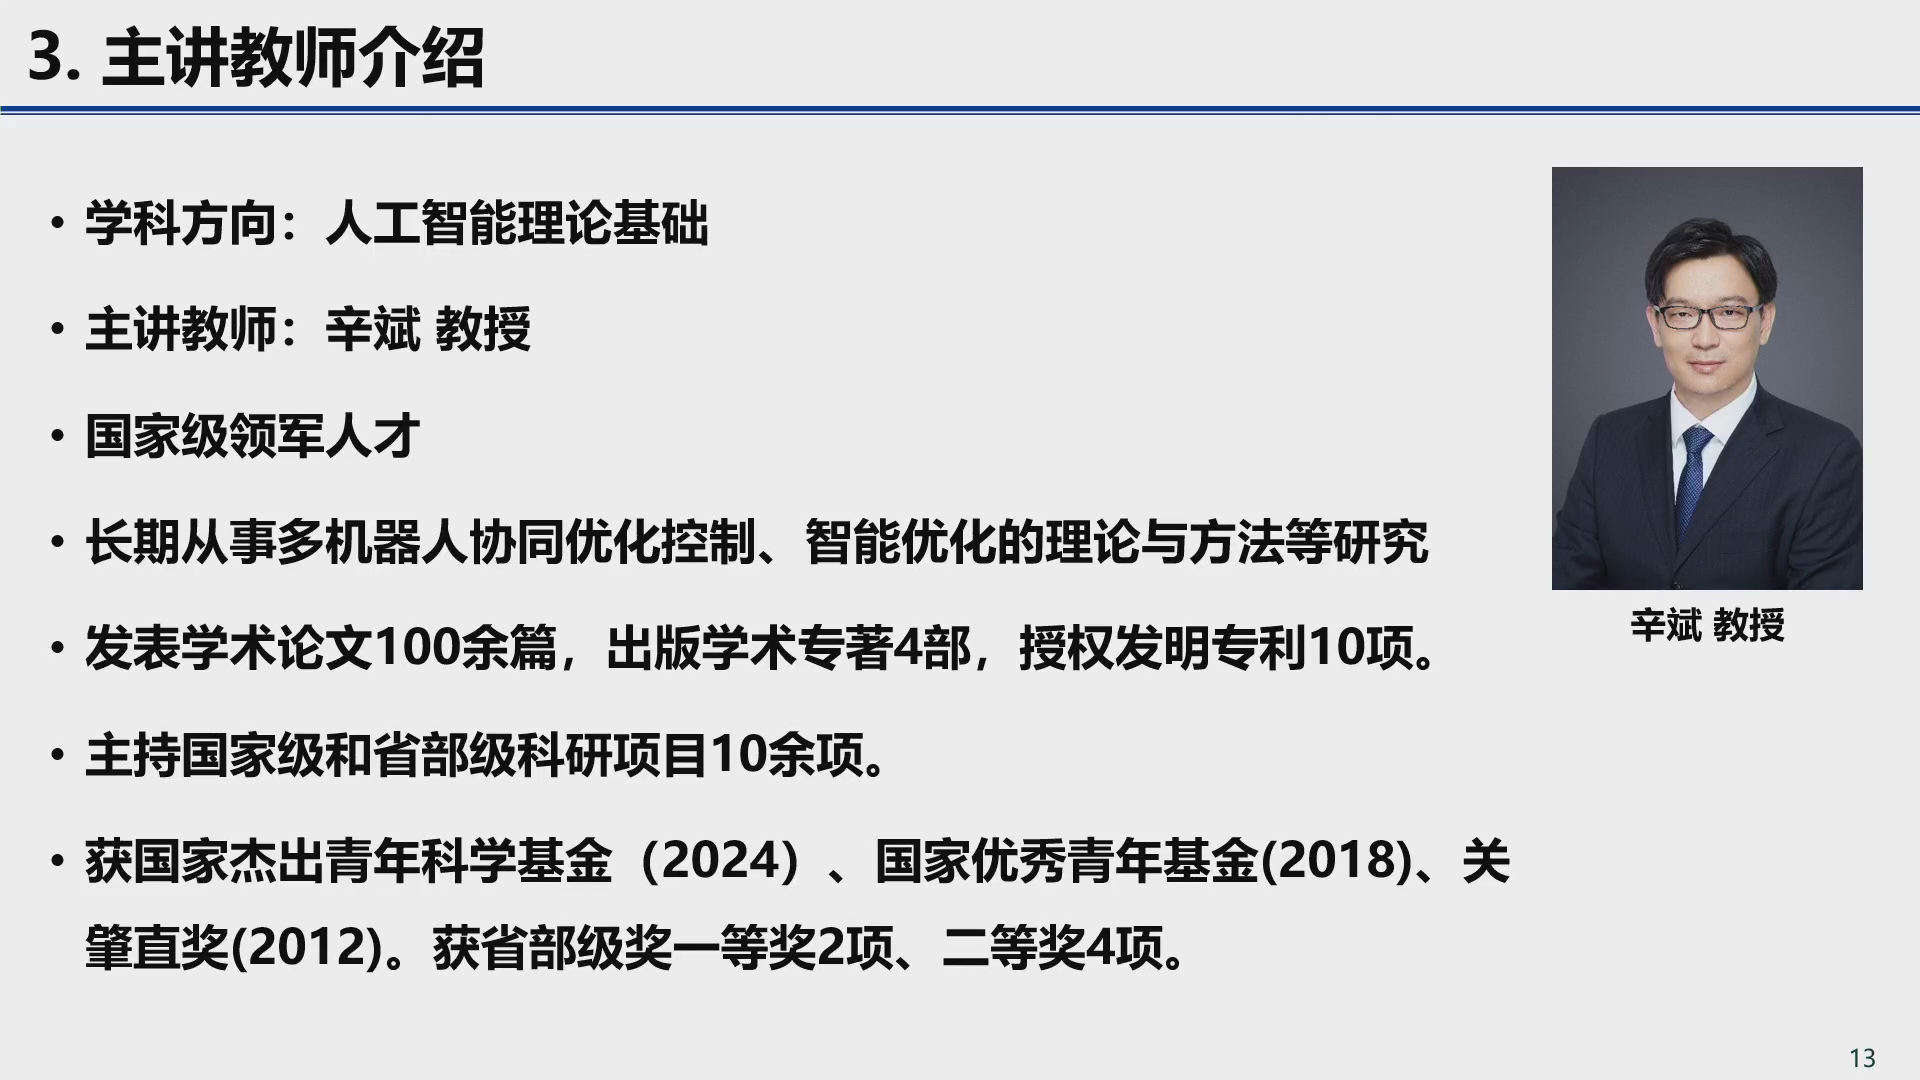 3. 主讲教师介绍
• 学科方向：人工智能理论基础
• 主讲教师：辛斌 教授
• 国家级领军人才
• 长期从事多机器人协同优化控制、智能优化的理论与方法等研究
• 发表学术论文100余篇，出版学术专著4部，授权发明专利10项。
• 主持国家级和省部级科研项目10余项。
• 获国家杰出青年科学基金（2024）、国家优秀青年基金(2018)、关
肇直奖(2012)。获省部级奖一等奖2项、二等奖4项。
辛斌 教授
13